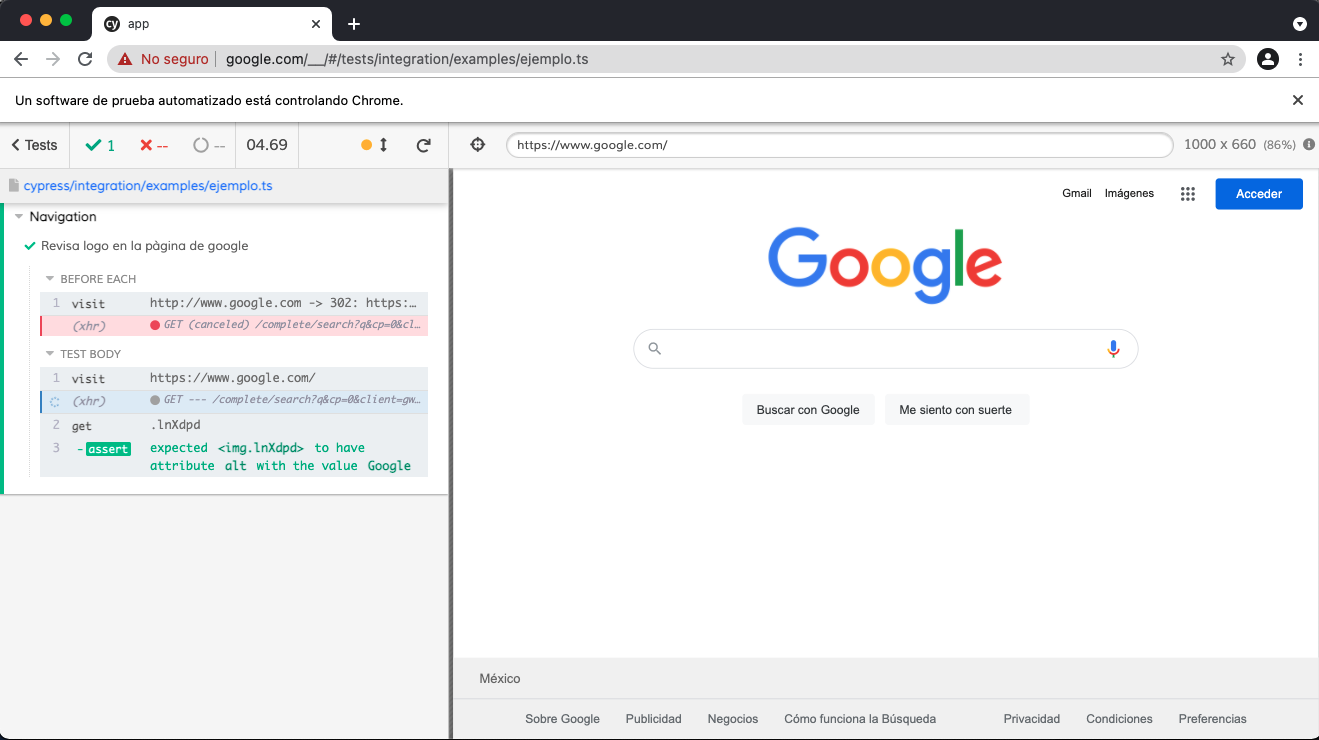 cy app
No seguro google.com/__/#/tests/integration/examples/ejemplo.ts
Un software de prueba automatizado está controlando Chrome.
Tests 1 -- -- 04.69
https://www.google.com/ 1000 x 660 (86%)
cypress/integration/examples/ejemplo.ts
Navigation
Revisa logo en la pàgina de google
BEFORE EACH
1 visit http://www.google.com -> 302: https:…
(xhr) GET (canceled) /complete/search?q&cp=0&cl…
TEST BODY
1 visit https://www.google.com/
(xhr) GET --- /complete/search?q&cp=0&client=gw…
2 get .lnXdpd
3 -assert expected <img.lnXdpd> to have
attribute alt with the value Google
Gmail Imágenes Acceder
Google
Buscar con Google Me siento con suerte
México
Sobre Google Publicidad Negocios Cómo funciona la Búsqueda Privacidad Condiciones Preferencias